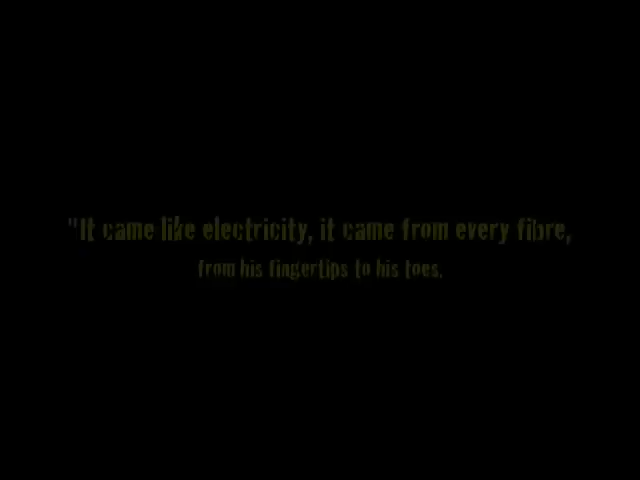 "It came like electricity, it came from every fibre,
from his fingertips to his toes.